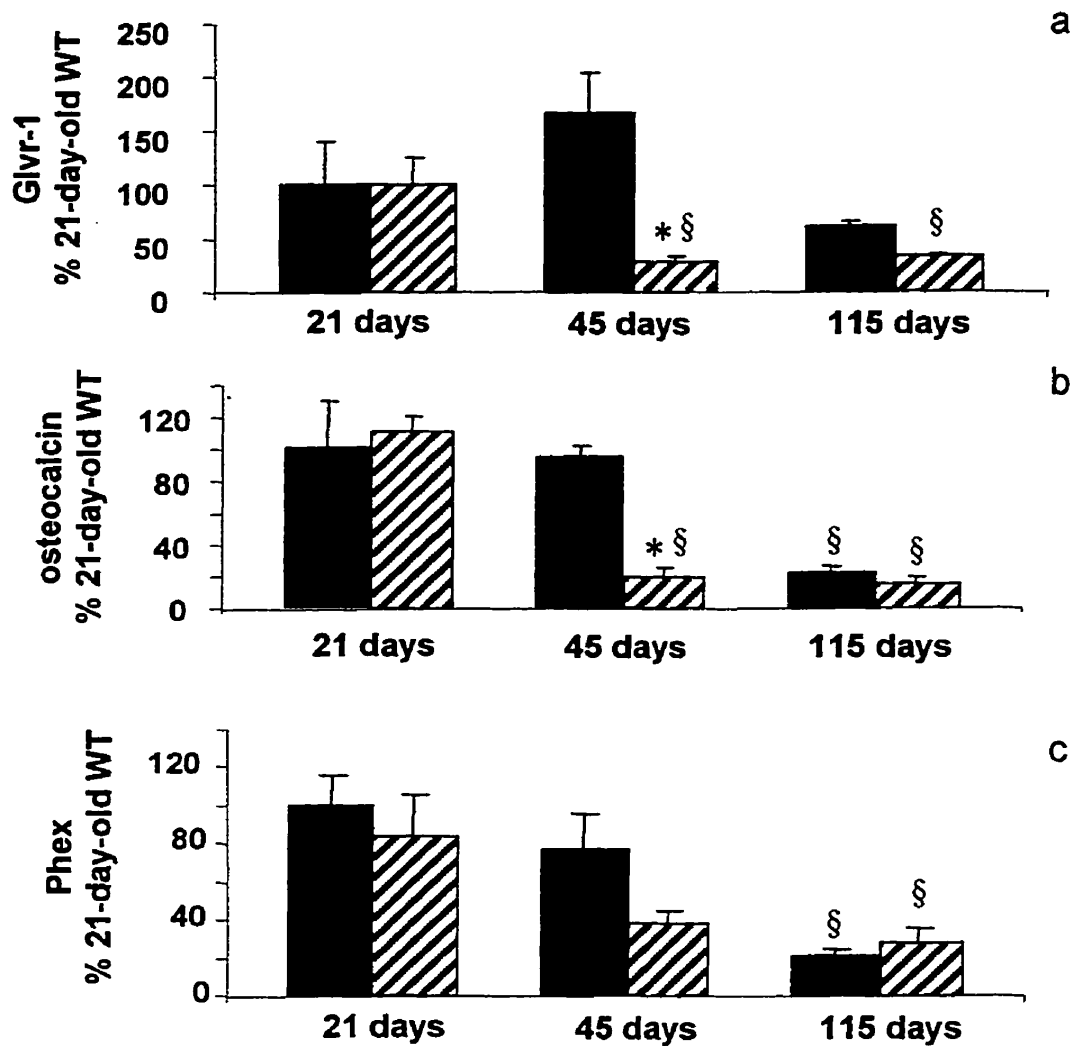 a
Glvr-1
% 21-day-old WT
250
200
150
100
50
0
* §
§
21 days 45 days 115 days
b
osteocalcin
% 21-day-old WT
120
80
40
0
* §
§ §
21 days 45 days 115 days
c
Phex
% 21-day-old WT
120
80
40
0
§ §
21 days 45 days 115 days